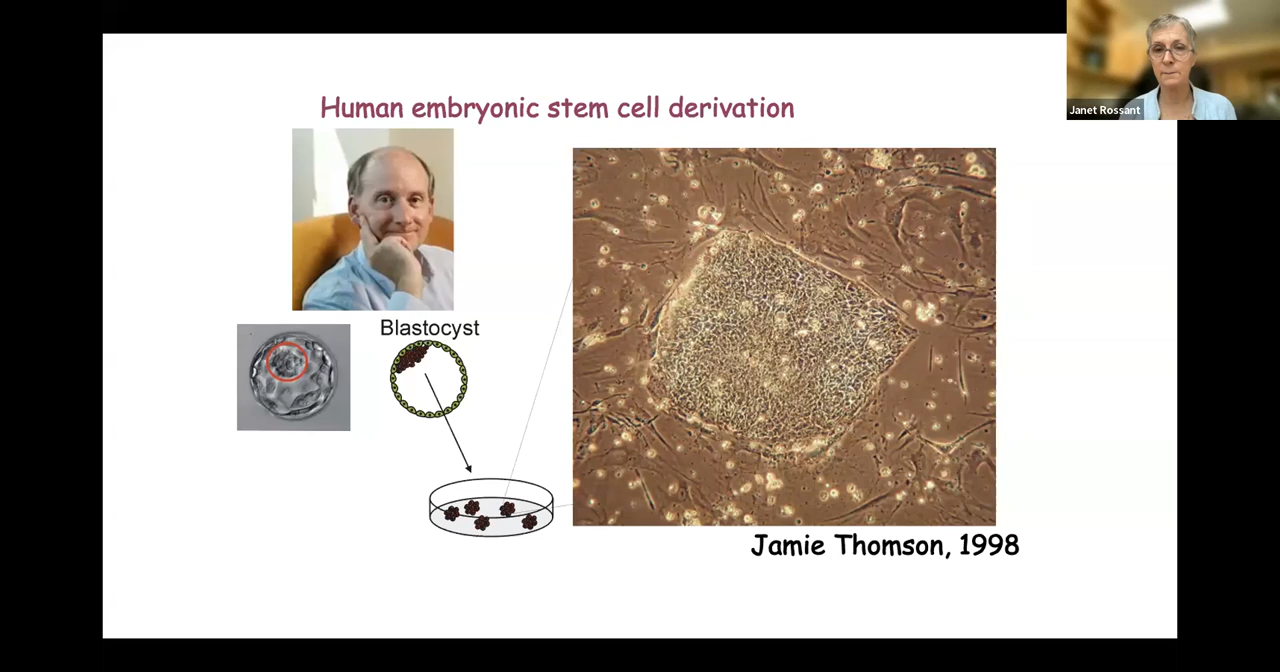 Human embryonic stem cell derivation
Janet Rossant
Blastocyst
Jamie Thomson, 1998